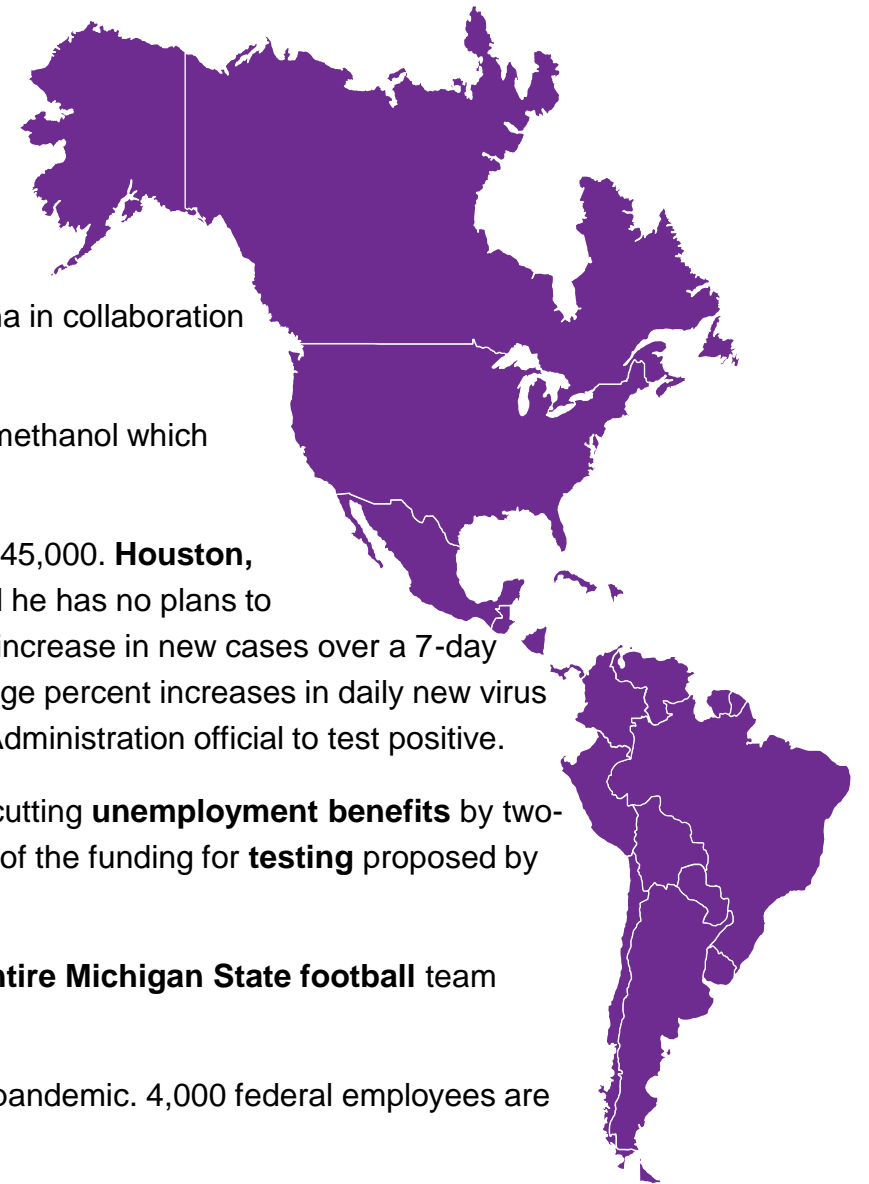 na in collaboration
methanol which
45,000. Houston,
he has no plans to
increase in new cases over a 7-day
ge percent increases in daily new virus
Administration official to test positive.
cutting unemployment benefits by two-
of the funding for testing proposed by
ntire Michigan State football team
pandemic. 4,000 federal employees are